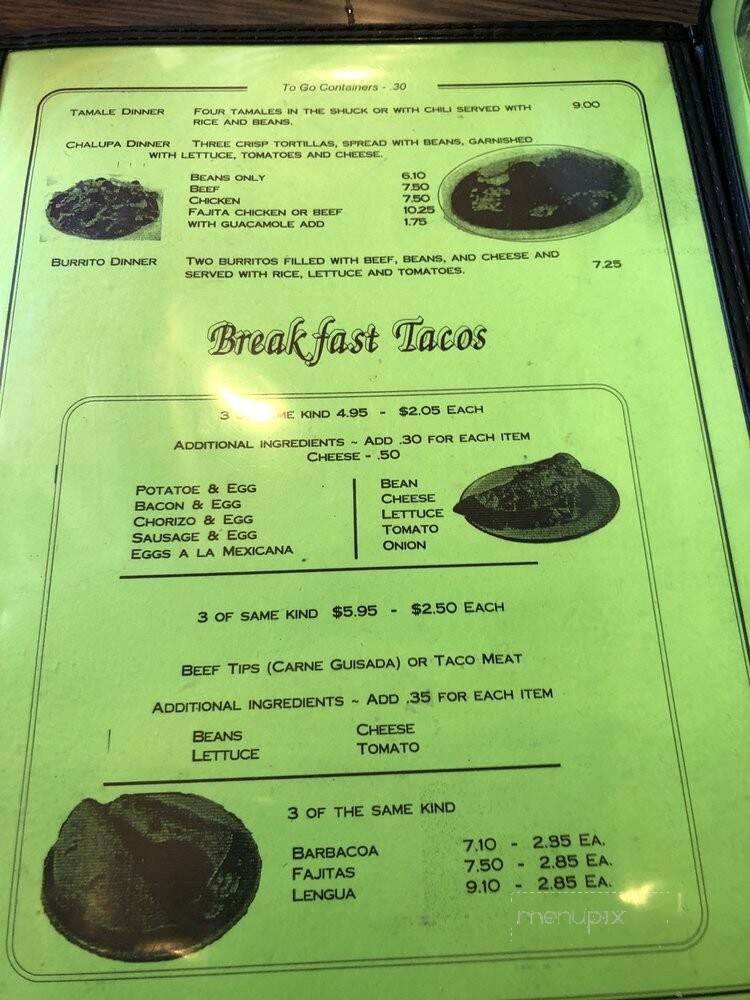 To Go Containers - .30
Tamale Dinner Four tamales in the shuck or with chili served with 9.00
rice and beans.
Chalupa Dinner Three crisp tortillas, spread with beans, garnished
with lettuce, tomatoes and cheese.
Beans only 6.10
Beef 7.50
Chicken 7.50
Fajita chicken or beef 10.25
with guacamole add 1.75
Burrito Dinner Two burritos filled with beef, beans, and cheese and 7.25
served with rice, lettuce and tomatoes.
Breakfast Tacos
3 me kind 4.95 - $2.05 Each
Additional ingredients ~ Add .30 for each item
Cheese - .50
Potatoe & Egg
Bacon & Egg
Chorizo & Egg
Sausage & Egg
Eggs a la Mexicana
Bean
Cheese
Lettuce
Tomato
Onion
3 of same kind $5.95 - $2.50 Each
Beef Tips (Carne Guisada) or Taco Meat
Additional ingredients ~ Add .35 for each item
Beans Cheese
Lettuce Tomato
3 of the same kind
Barbacoa 7.10 - 2.85 Ea.
Fajitas 7.50 - 2.85 Ea.
Lengua 9.10 - 2.85 Ea.
menupix